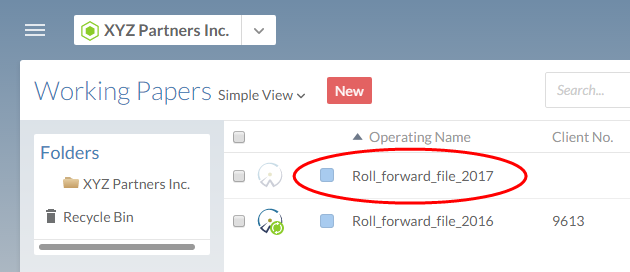 XYZ Partners Inc.
Working Papers Simple View New Search...
Folders
XYZ Partners Inc.
Recycle Bin
Operating Name Client No.
Roll_forward_file_2017
Roll_forward_file_2016 9613